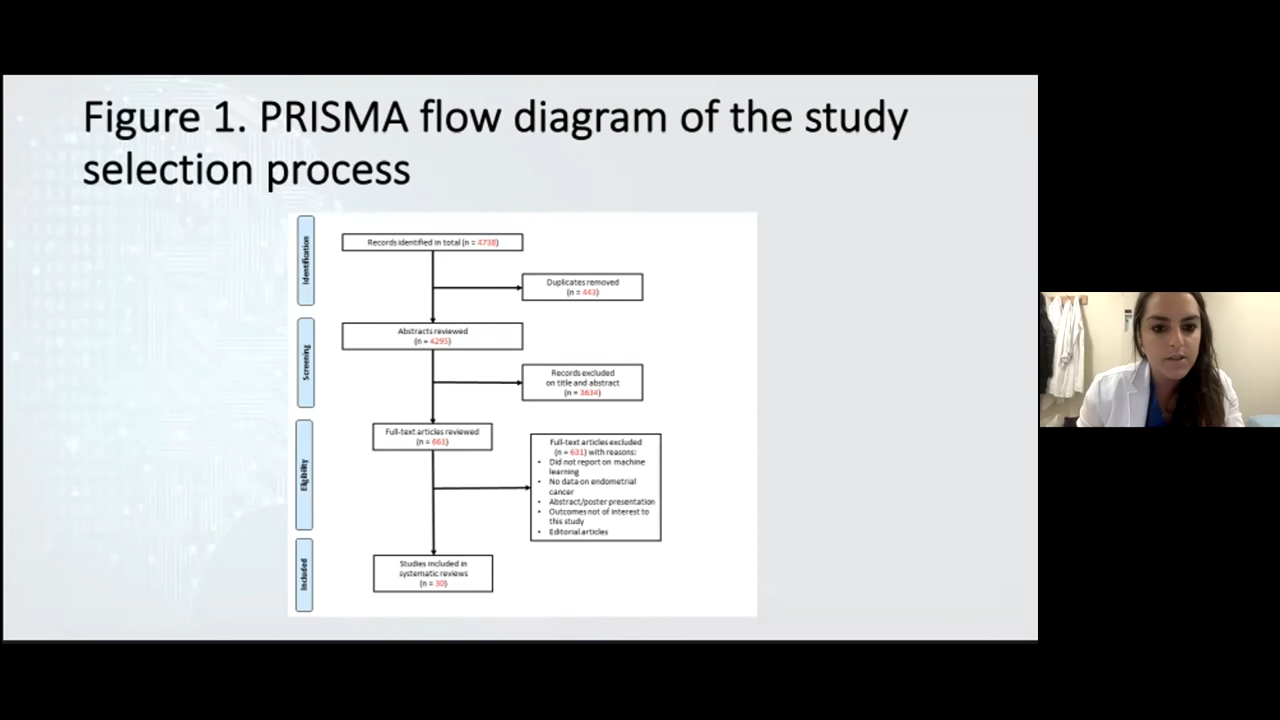 Figure 1. PRISMA flow diagram of the study
selection process
Identification
Records identified in total (n = 4738)
Duplicates removed
(n = 443)
Screening
Abstracts reviewed
(n = 4295)
Records excluded
on title and abstract
(n = 3634)
Eligibility
Full-text articles reviewed
(n = 661)
Full-text articles excluded
(n = 631) with reasons:
• Did not report on machine
learning
• No data on endometrial
cancer
• Abstract/poster presentation
• Outcomes not of interest to
this study
• Editorial articles
Included
Studies included in
systematic reviews
(n = 30)